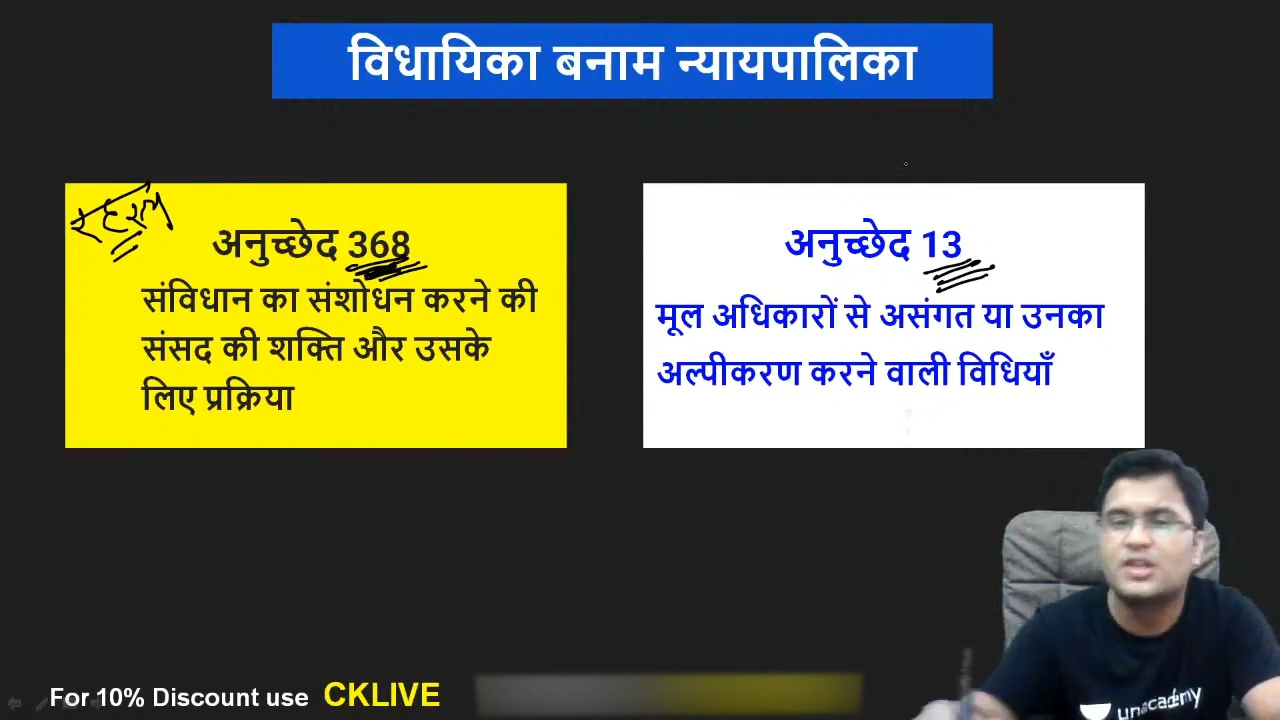 विधायिका बनाम न्यायपालिका
अनुच्छेद 368
संविधान का संशोधन करने की
संसद की शक्ति और उसके
लिए प्रक्रिया
अनुच्छेद 13
मूल अधिकारों से असंगत या उनका
अल्पीकरण करने वाली विधियाँ
For 10% Discount use CKLIVE
unacademy